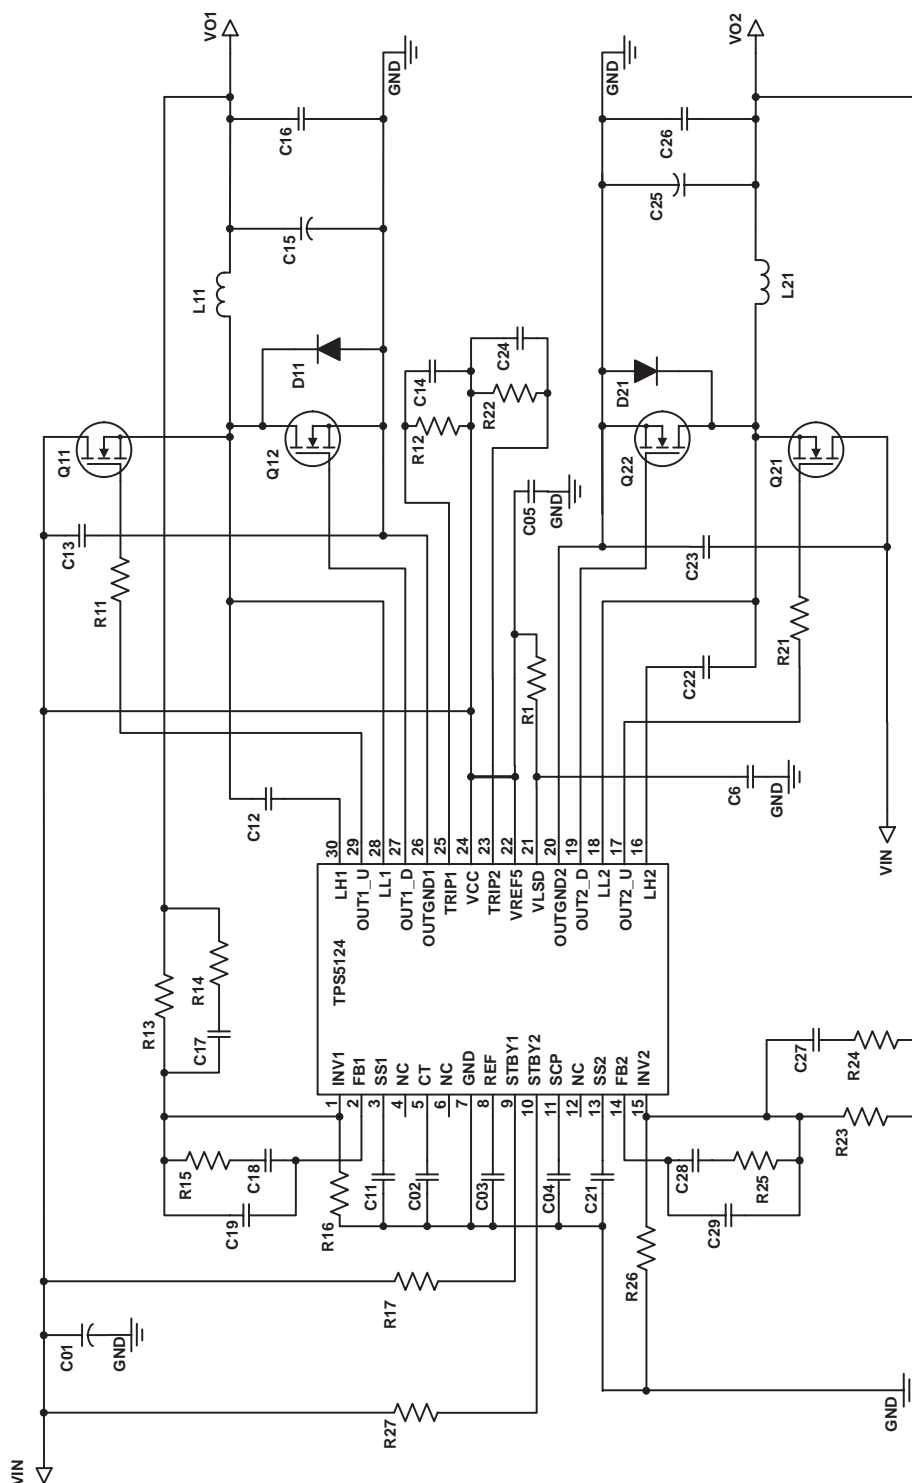 VIN
C01
GND
R27
R17
C19
R15
C18
R16
C11
C02
C03
C04
C21
R26
C29
C28
R25
GND
R13
C17
R14
R23
C27
R24
TPS5124
1 INV1
2 FB1
3 SS1
4 NC
5 CT
6 NC
7 GND
8 REF
9 STBY1
10 STBY2
11 SCP
12 NC
13 SS2
14 FB2
15 INV2
LH1 30
OUT1_U 29
LL1 28
OUT1_D 27
OUTGND1 26
TRIP1 25
VCC 24
TRIP2 23
VREF5 22
VLSD 21
OUTGND2 20
OUT2_D 19
LL2 18
OUT2_U 17
LH2 16
C12
R11
C13
Q11
Q12
D11
L11
C15
C16
VO1
GND
R12
C14
R22
C24
C05
GND
R1
C6
GND
C22
R21
C23
Q22
D21
Q21
VIN
L21
C25
C26
GND
VO2